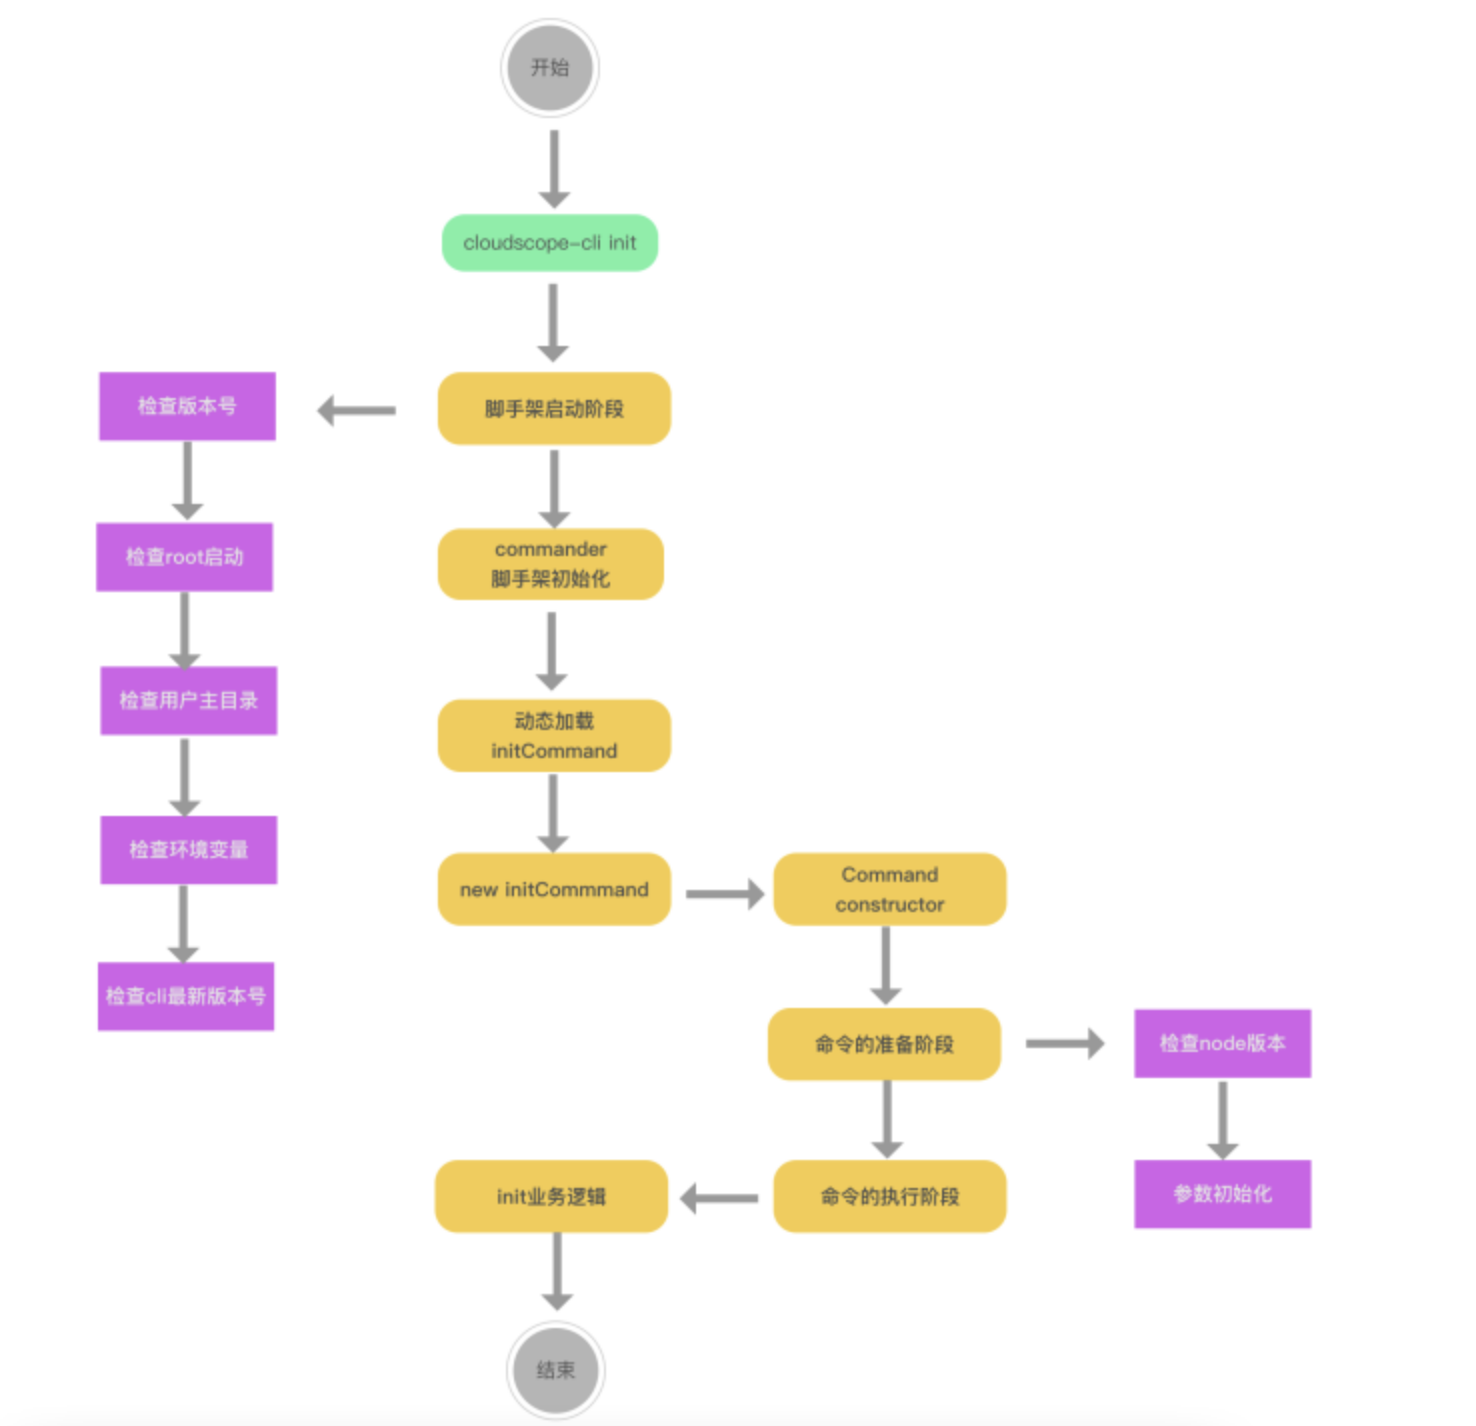 开始
cloudscope-cli init
脚手架启动阶段
检查版本号
检查root启动
检查用户主目录
检查环境变量
检查cli最新版本号
commander
脚手架初始化
动态加载
initCommand
new initCommmand
Command
constructor
命令的准备阶段
检查node版本
参数初始化
命令的执行阶段
init业务逻辑
结束